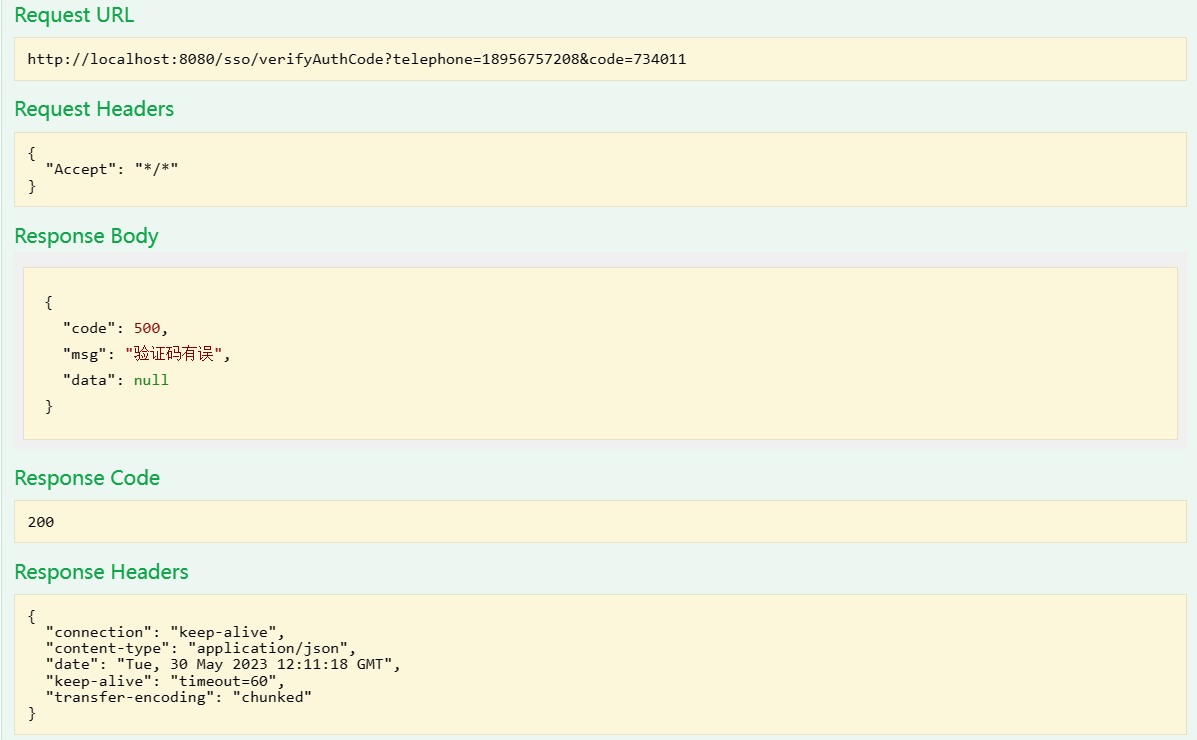 Request URL
http://localhost:8080/sso/verifyAuthCode?telephone=18956757208&code=734011
Request Headers
{
  "Accept": "*/*"
}
Response Body
{
  "code": 500,
  "msg": "验证码有误",
  "data": null
}
Response Code
200
Response Headers
{
  "connection": "keep-alive",
  "content-type": "application/json",
  "date": "Tue, 30 May 2023 12:11:18 GMT",
  "keep-alive": "timeout=60",
  "transfer-encoding": "chunked"
}